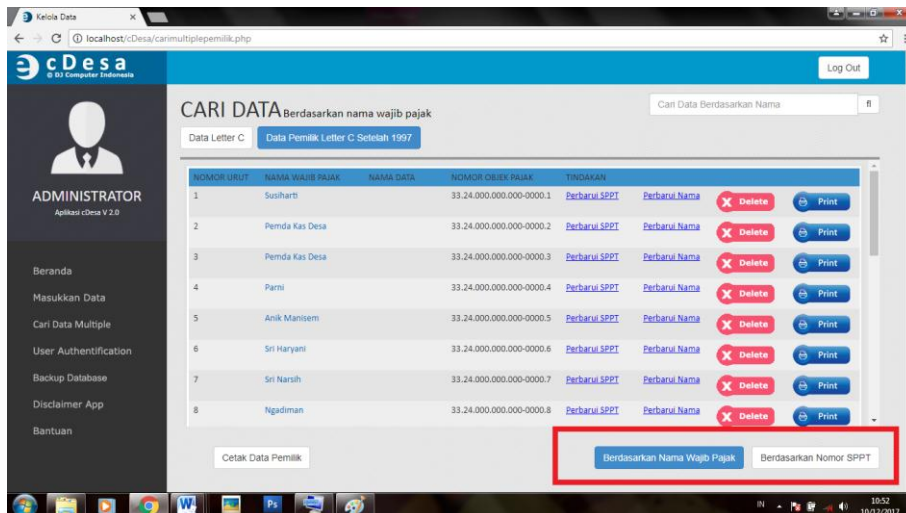 Kelola Data
localhost/cDesa/carimultiplepemilik.php
cDesa
© DJ Computer Indonesia
Log Out
CARI DATA Berdasarkan nama wajib pajak
Cari Data Berdasarkan Nama
fl
Data Letter C
Data Pemilik Letter C Setelah 1997
ADMINISTRATOR
Aplikasi cDesa V 2.0
Beranda
Masukkan Data
Cari Data Multiple
User Authentification
Backup Database
Disclaimer App
Bantuan
NOMOR URUT NAMA WAJIB PAJAK NAMA DATA NOMOR OBJEK PAJAK TINDAKAN
1 Susiharti 33.24.000.000.000-0000.1 Perbarui SPPT Perbarui Nama Delete Print
2 Pemda Kas Desa 33.24.000.000.000-0000.2 Perbarui SPPT Perbarui Nama Delete Print
3 Pemda Kas Desa 33.24.000.000.000-0000.3 Perbarui SPPT Perbarui Nama Delete Print
4 Parni 33.24.000.000.000-0000.4 Perbarui SPPT Perbarui Nama Delete Print
5 Anik Manisem 33.24.000.000.000-0000.5 Perbarui SPPT Perbarui Nama Delete Print
6 Sri Haryani 33.24.000.000.000-0000.6 Perbarui SPPT Perbarui Nama Delete Print
7 Sri Narsih 33.24.000.000.000-0000.7 Perbarui SPPT Perbarui Nama Delete Print
8 Ngadiman 33.24.000.000.000-0000.8 Perbarui SPPT Perbarui Nama Delete Print
Cetak Data Pemilik
Berdasarkan Nama Wajib Pajak
Berdasarkan Nomor SPPT
W
Ps
IN
10:52
10/12/2017